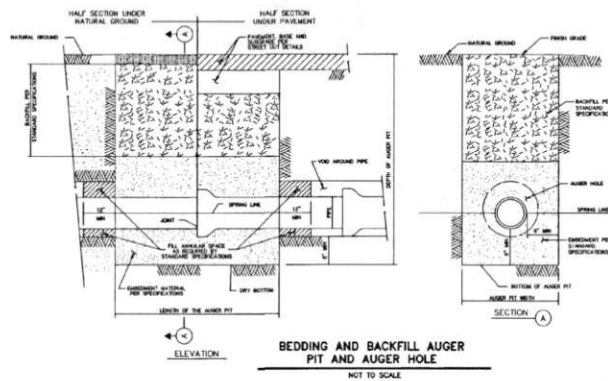 HALF SECTION UNDER
NATURAL GROUND
HALF SECTION
UNDER PAVEMENT
A
NATURAL GROUND
PAVEMENT, BASE AND
SUBGRADE PER
STREET CUT DETAILS
BACKFILL PER
STANDARD SPECIFICATIONS
DEPTH OF AUGER PIT
VOID AROUND PIPE
12"
MIN
SPRING LINE
JOINT
12"
MIN
PIPE
FILL ANNULAR SPACE
AS REQUIRED BY
STANDARD SPECIFICATIONS
6" MIN
EMBEDMENT MATERIAL
PER SPECIFICATIONS
DRY BOTTOM
LENGTH OF THE AUGER PIT
A
ELEVATION
NATURAL GROUND
FINISH GRADE
BACKFILL PER
STANDARD
SPECIFICATIONS
AUGER HOLE
SPRING LINE
6" MIN
6" MIN
EMBEDMENT PER
STANDARD
SPECIFICATIONS
BOTTOM OF AUGER PIT
AUGER PIT WIDTH
SECTION A
BEDDING AND BACKFILL AUGER
PIT AND AUGER HOLE
NOT TO SCALE